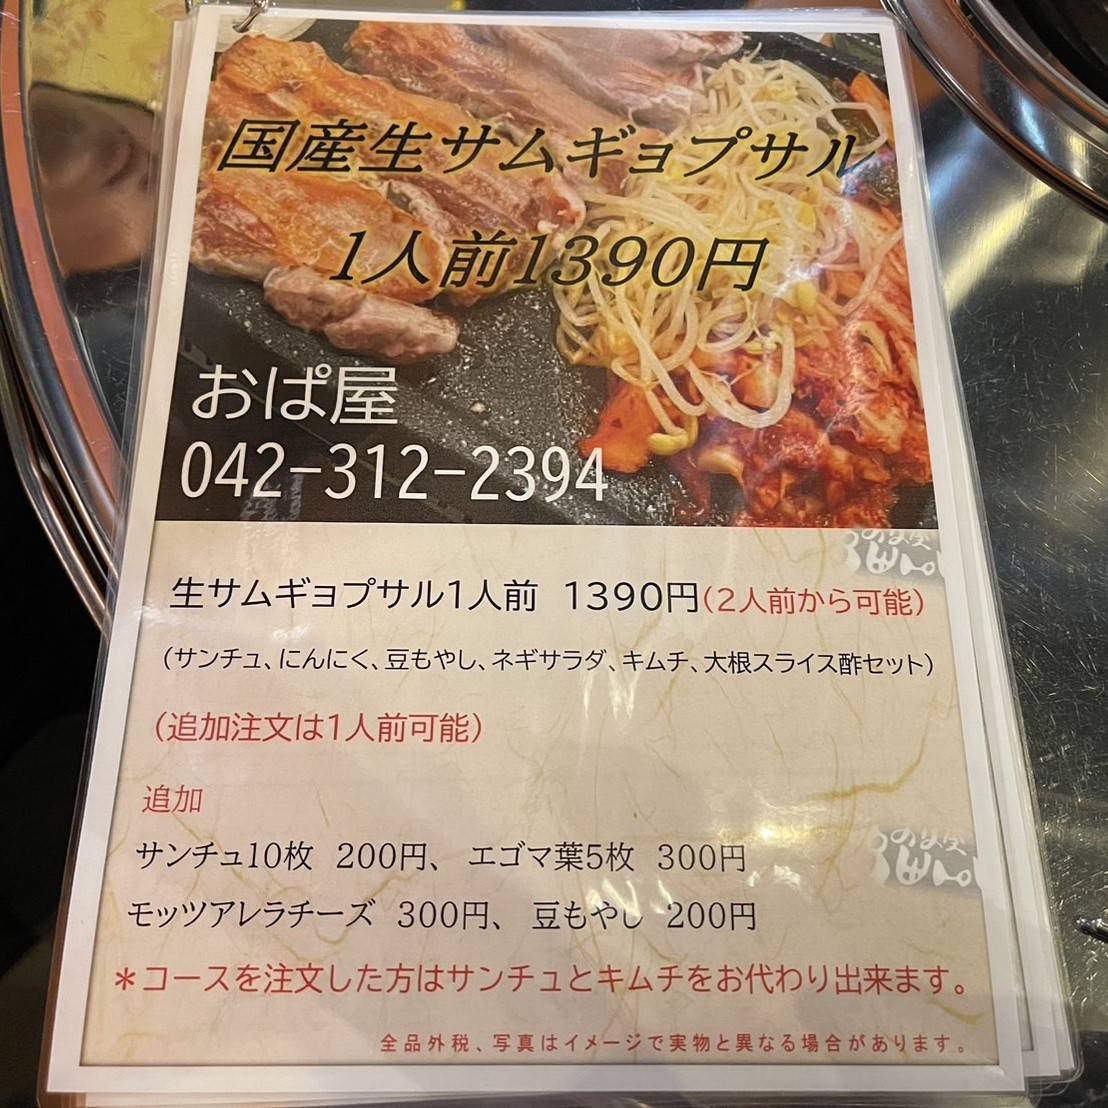 国産生サムギョプサル
1人前1390円
おぱ屋
042-312-2394
生サムギョプサル1人前 1390円(2人前から可能)
(サンチュ、にんにく、豆もやし、ネギサラダ、キムチ、大根スライス酢セット)
(追加注文は1人前可能)
追加
サンチュ10枚 200円、エゴマ葉5枚 300円
モッツアレラチーズ 300円、豆もやし 200円
＊コースを注文した方はサンチュとキムチをお代わり出来ます。
全品外税、写真はイメージで実物と異なる場合があります。